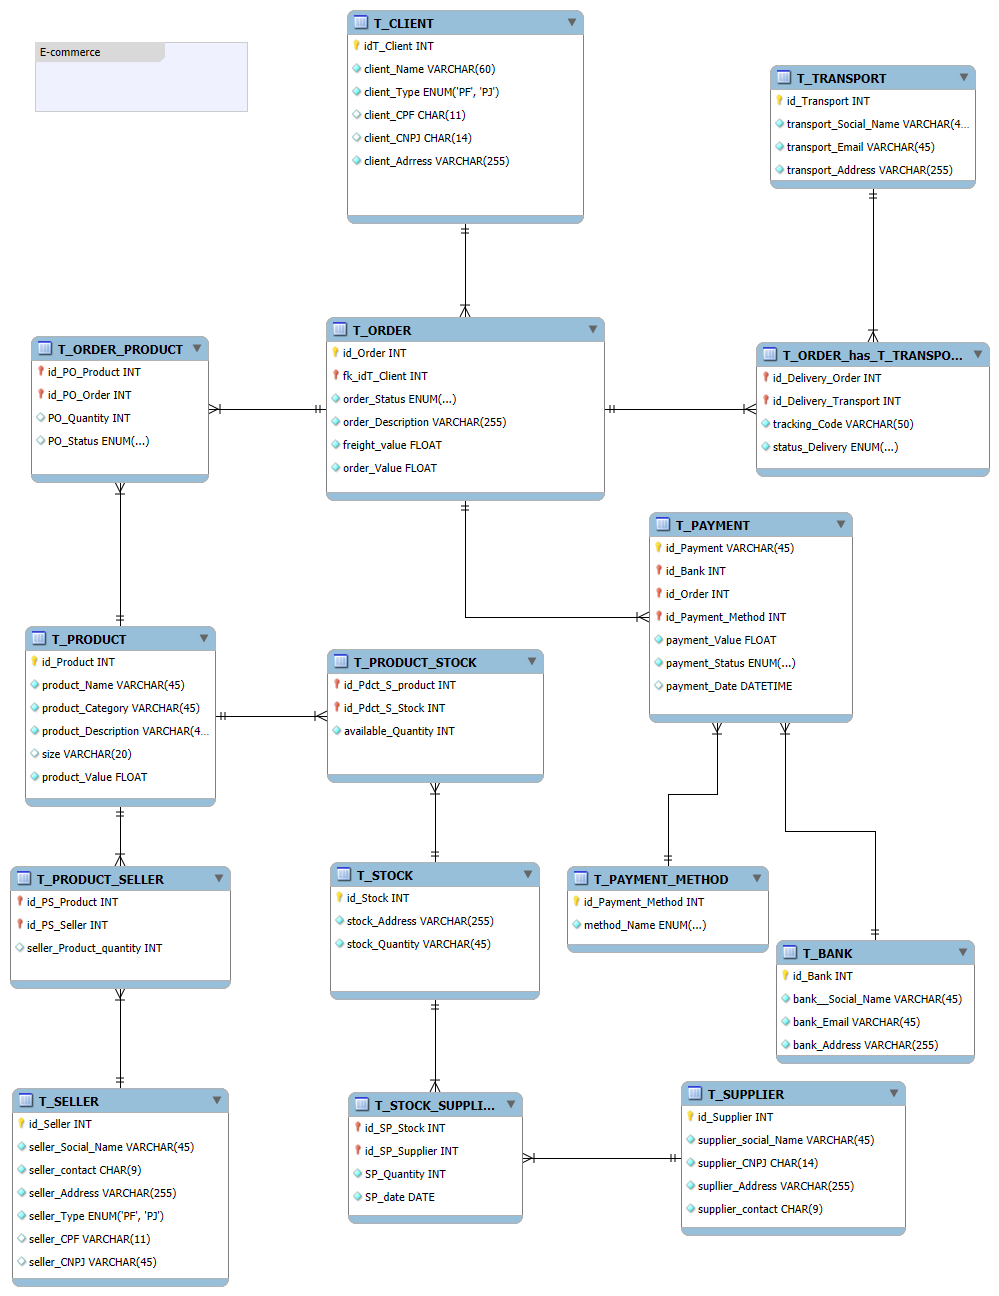 E-commerce
T_CLIENT
idT_Client INT
client_Name VARCHAR(60)
client_Type ENUM('PF', 'PJ')
client_CPF CHAR(11)
client_CNPJ CHAR(14)
client_Adrress VARCHAR(255)
T_TRANSPORT
id_Transport INT
transport_Social_Name VARCHAR(4...
transport_Email VARCHAR(45)
transport_Address VARCHAR(255)
T_ORDER_PRODUCT
id_PO_Product INT
id_PO_Order INT
PO_Quantity INT
PO_Status ENUM(...)
T_ORDER
id_Order INT
fk_idT_Client INT
order_Status ENUM(...)
order_Description VARCHAR(255)
freight_value FLOAT
order_Value FLOAT
T_ORDER_has_T_TRANSPO...
id_Delivery_Order INT
id_Delivery_Transport INT
tracking_Code VARCHAR(50)
status_Delivery ENUM(...)
T_PAYMENT
id_Payment VARCHAR(45)
id_Bank INT
id_Order INT
id_Payment_Method INT
payment_Value FLOAT
payment_Status ENUM(...)
payment_Date DATETIME
T_PRODUCT
id_Product INT
product_Name VARCHAR(45)
product_Category VARCHAR(45)
product_Description VARCHAR(4...
size VARCHAR(20)
product_Value FLOAT
T_PRODUCT_STOCK
id_Pdct_S_product INT
id_Pdct_S_Stock INT
available_Quantity INT
T_PRODUCT_SELLER
id_PS_Product INT
id_PS_Seller INT
seller_Product_quantity INT
T_STOCK
id_Stock INT
stock_Address VARCHAR(255)
stock_Quantity VARCHAR(45)
T_PAYMENT_METHOD
id_Payment_Method INT
method_Name ENUM(...)
T_BANK
id_Bank INT
bank__Social_Name VARCHAR(45)
bank_Email VARCHAR(45)
bank_Address VARCHAR(255)
T_SELLER
id_Seller INT
seller_Social_Name VARCHAR(45)
seller_contact CHAR(9)
seller_Address VARCHAR(255)
seller_Type ENUM('PF', 'PJ')
seller_CPF VARCHAR(11)
seller_CNPJ VARCHAR(45)
T_STOCK_SUPPLI...
id_SP_Stock INT
id_SP_Supplier INT
SP_Quantity INT
SP_date DATE
T_SUPPLIER
id_Supplier INT
supplier_social_Name VARCHAR(45)
supplier_CNPJ CHAR(14)
supllier_Address VARCHAR(255)
supplier_contact CHAR(9)